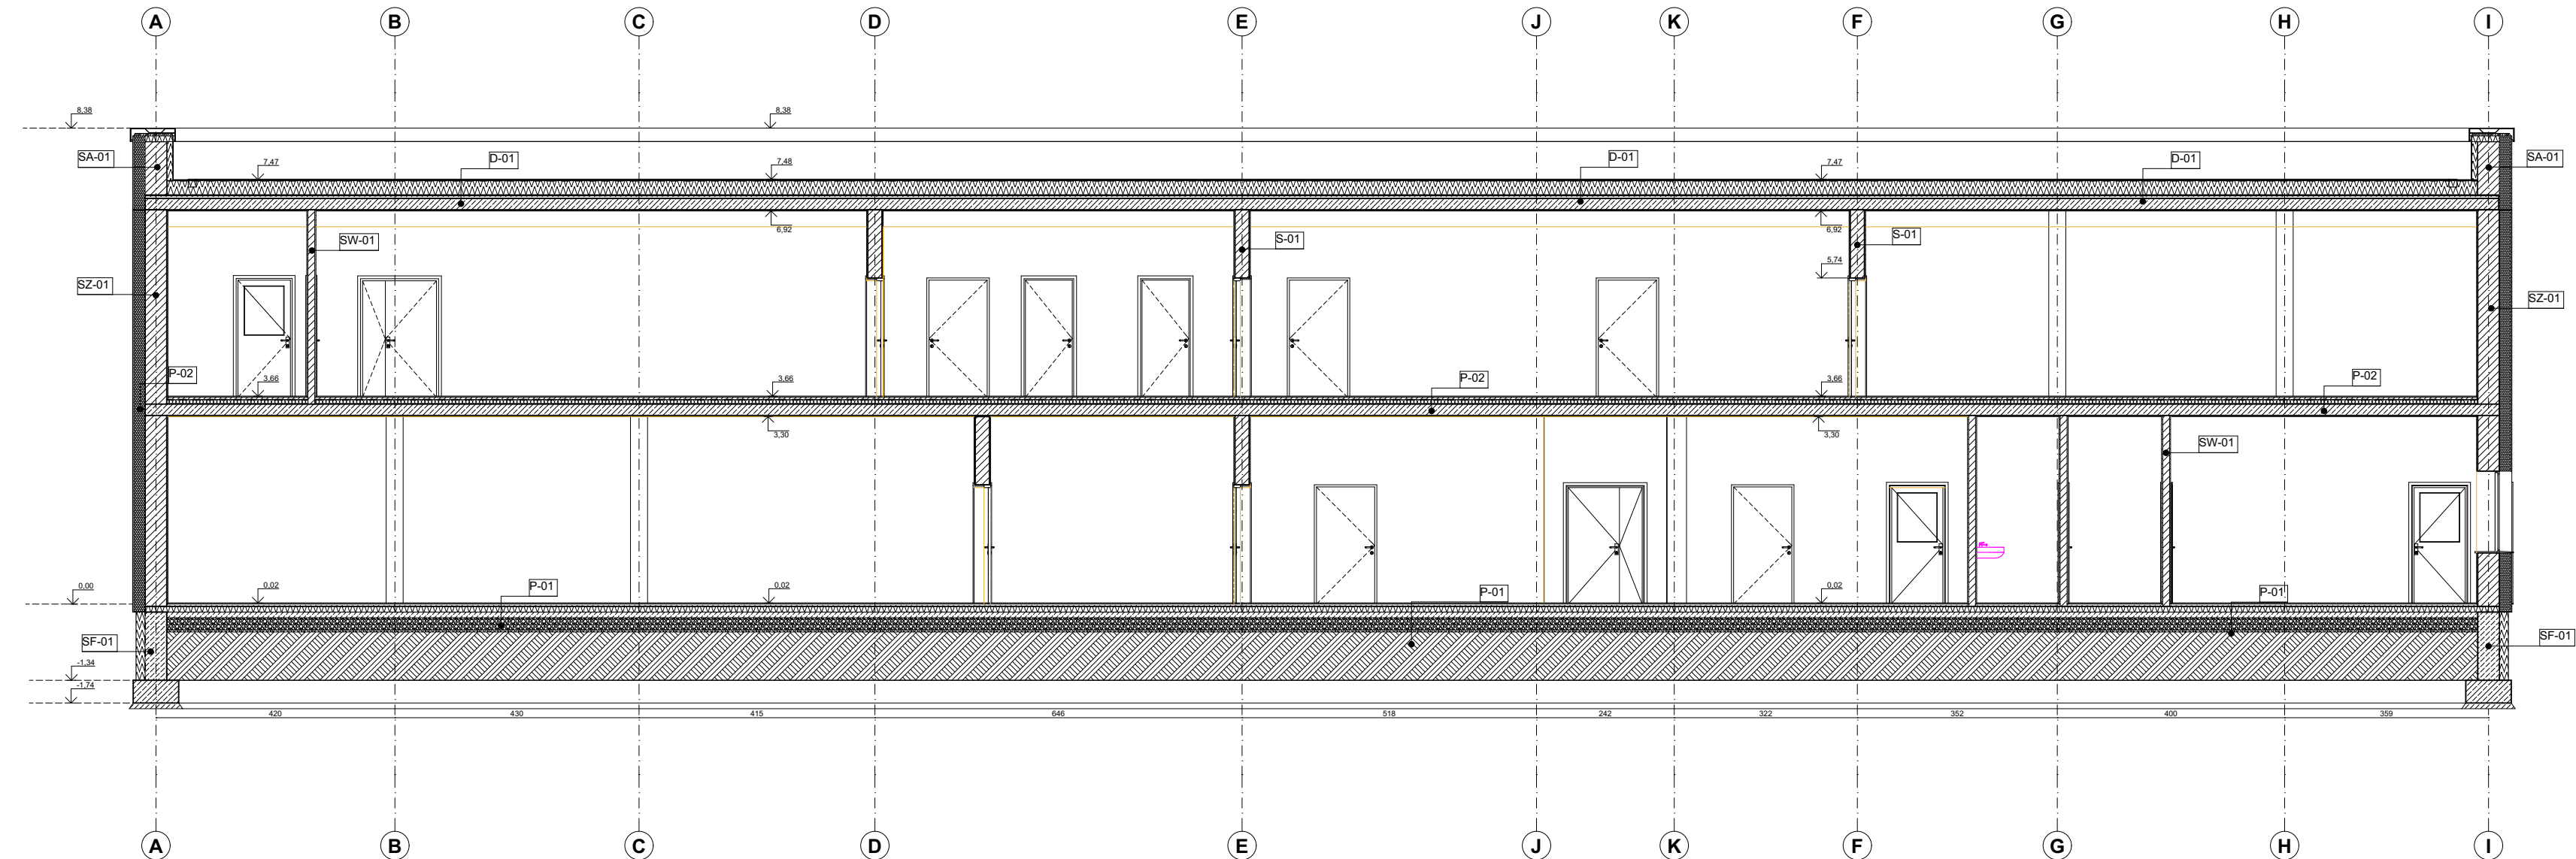 A B C D E J K F G H I
8,38 8,38
SA-01 D-01 D-01 D-01 SA-01
7,47 7,48 7,47
SW-01 S-01 S-01
6,92 6,92
5,74
SZ-01 SZ-01
P-02 P-02 P-02
3,66 3,66 3,66
3,30 3,30
SW-01
0,00 0,02 P-01 0,02 P-01 0,02 P-01
SF-01 SF-01
-1,34
-1,74
420 430 415 646 518 242 322 352 400 359
A B C D E J K F G H I